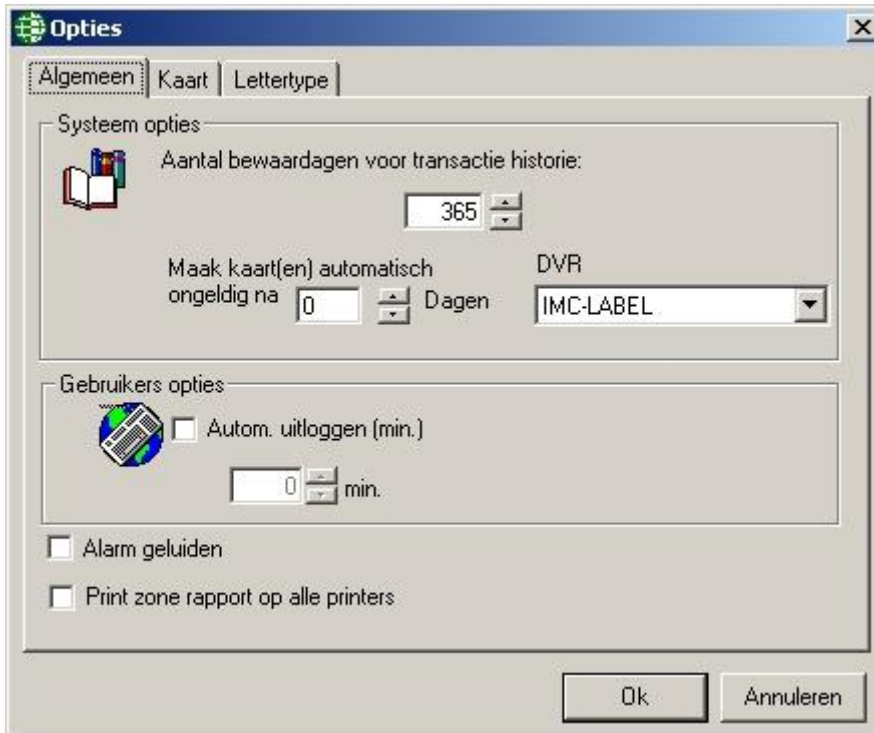 Opties
Algemeen Kaart Lettertype
Systeem opties
Aantal bewaardagen voor transactie historie:
365
Maak kaart(en) automatisch
ongeldig na 0 Dagen
DVR
IMC-LABEL
Gebruikers opties
Autom. uitloggen (min.)
0 min.
Alarm geluiden
Print zone rapport op alle printers
Ok Annuleren